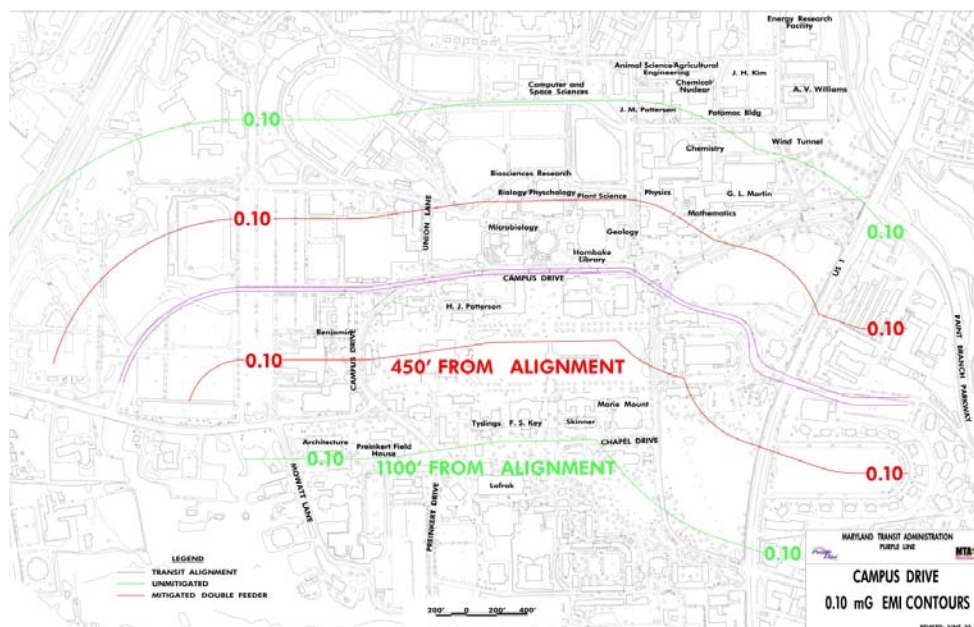 Energy Research
Facility
Animal Science/Agricultural
Engineering
J. H. Kim
Chemical/
Nuclear
Computer and
Space Sciences
A. V. Williams
J. M. Patterson
Potomac Bldg
0.10
Wind Tunnel
Chemistry
Biosciences Research
Biology/Physchology
Plant Science
Physics
G. L. Martin
0.10
Mathematics
UNION LANE
Microbiology
Geology
0.10
Hornbake
Library
US 1
CAMPUS DRIVE
H. J. Patterson
PAINT BRANCH PARKWAY
Benjamin
0.10
CAMPUS DRIVE
0.10
450' FROM ALIGNMENT
Marie Mount
Tydings
F. S. Key
Skinner
Architecture
Preinkert Field
House
CHAPEL DRIVE
0.10
1100' FROM ALIGNMENT
0.10
MOWATT LANE
PREINKERT DRIVE
Lefrak
0.10
MARYLAND TRANSIT ADMINISTRATION
PURPLE LINE
MTA
LEGEND
TRANSIT ALIGNMENT
UNMITIGATED
MITIGATED DOUBLE FEEDER
CAMPUS DRIVE
0.10 mG EMI CONTOURS
200' 0 200' 400'